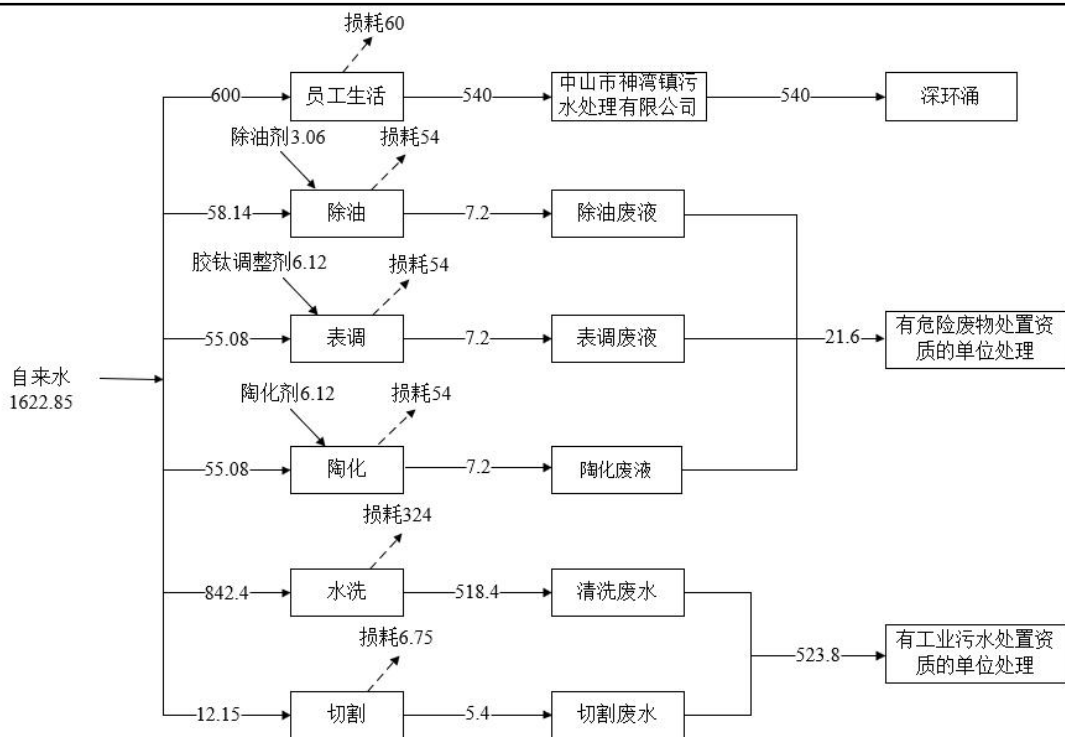 损耗60
600
员工生活
540
中山市神湾镇污
水处理有限公司
540
深环涌
除油剂3.06
损耗54
58.14
除油
7.2
除油废液
胶钛调整剂6.12
损耗54
55.08
表调
7.2
表调废液
21.6
有危险废物处置资
质的单位处理
自来水
1622.85
陶化剂6.12
损耗54
55.08
陶化
7.2
陶化废液
损耗324
842.4
水洗
518.4
清洗废水
损耗6.75
523.8
有工业污水处置资
质的单位处理
12.15
切割
5.4
切割废水